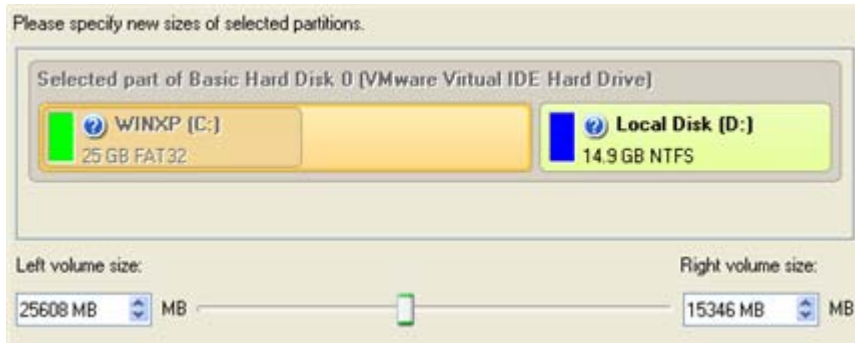 Please specify new sizes of selected partitions.
Selected part of Basic Hard Disk 0 (VMware Virtual IDE Hard Drive)
WINXP (C:)
25 GB FAT32
Local Disk (D:)
14.9 GB NTFS
Left volume size:
Right volume size:
25608 MB MB
15346 MB MB